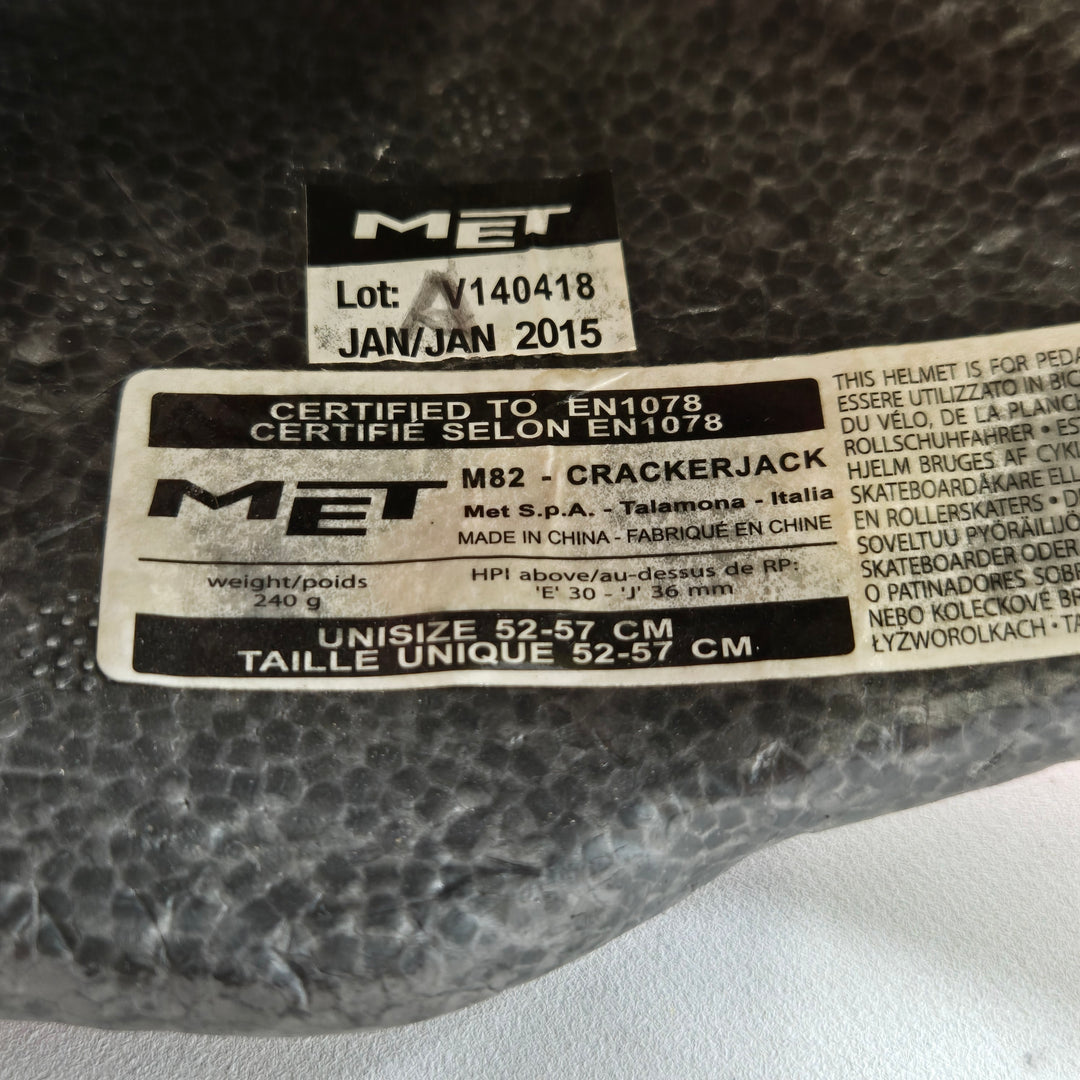 MET
Lot: V140418
A
JAN/JAN 2015
CERTIFIED TO EN1078
CERTIFIE SELON EN1078
MET
M82 - CRACKERJACK
Met S.p.A. - Talamona - Italia
MADE IN CHINA - FABRIQUÉ EN CHINE
weight/poids
240 g
HPI above/au-dessus de RP:
'E' 30 - 'J' 36 mm
UNISIZE 52-57 CM
TAILLE UNIQUE 52-57 CM
THIS HELMET IS FOR PEDA
ESSERE UTILIZZATO IN BIC
DU VÉLO, DE LA PLANCH
ROLLSCHUHFAHRER • ES
HJELM BRUGES AF CYKL
SKATEBOARDÅKARE ELL
EN ROLLERSKATERS • D
SOVELTUU PYÖRÄILIJÖ
SKATEBOARDER ODER
O PATINADORES SOBR
NEBO KOLECKOVÉ BR
ŁYŻWOROLKACH • TA